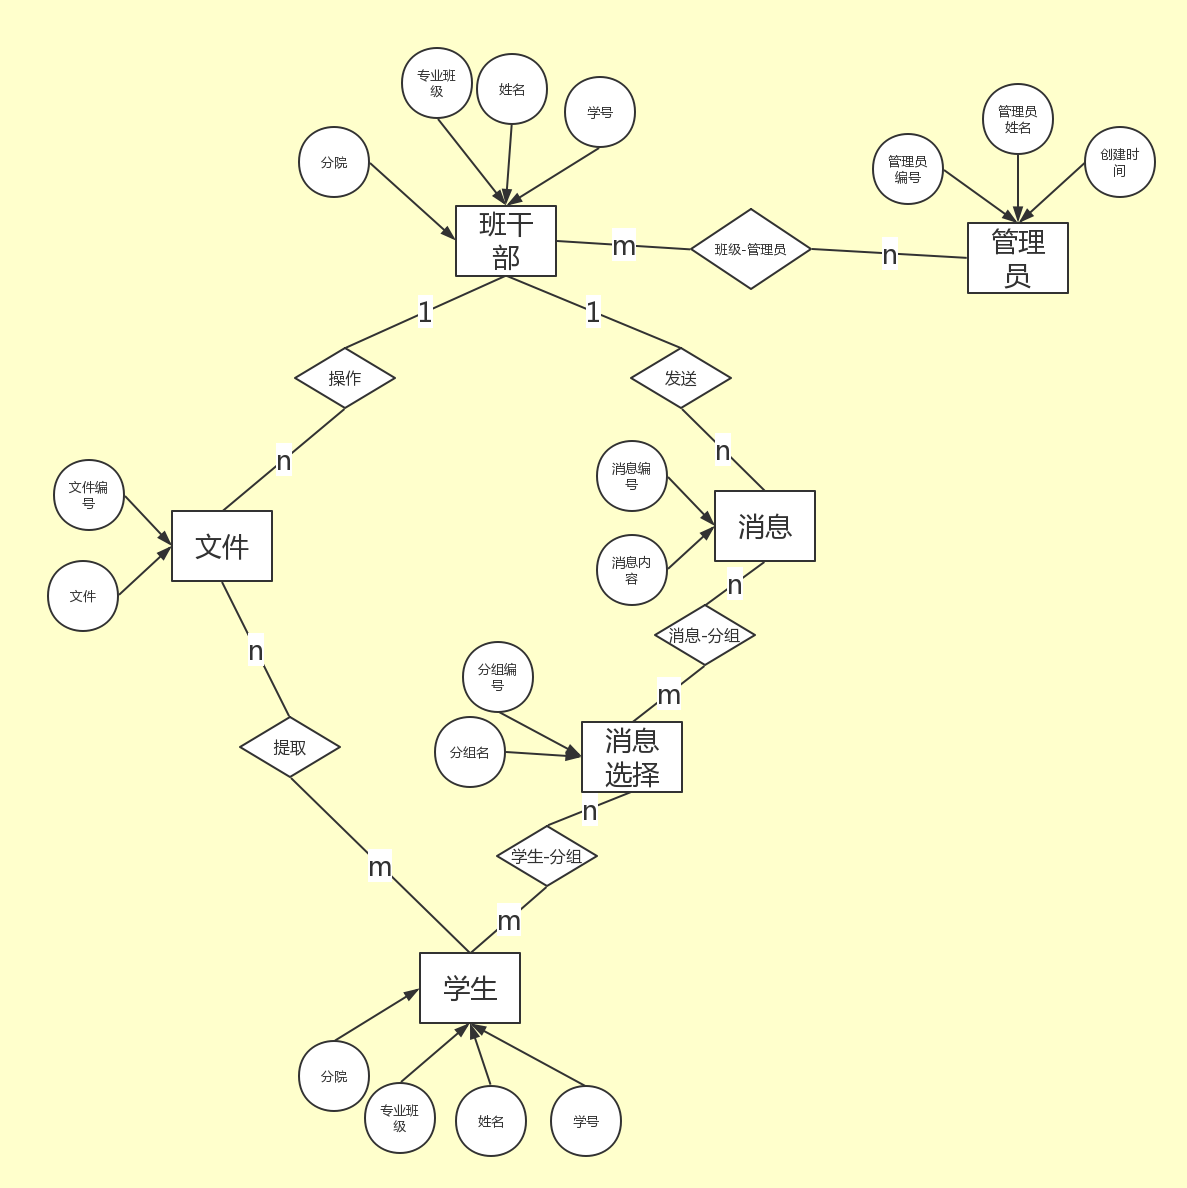 专业班
级
姓名
学号
分院
管理员
姓名
管理员
编号
创建时
间
班干
部
m
班级-管理员
n
管理
员
1
1
操作
发送
n
n
文件编
号
文件
文件
消息编
号
消息内
容
消息
n
消息-分组
m
n
提取
分组编
号
分组名
消息
选择
n
学生-分组
m
m
学生
分院
专业班
级
姓名
学号